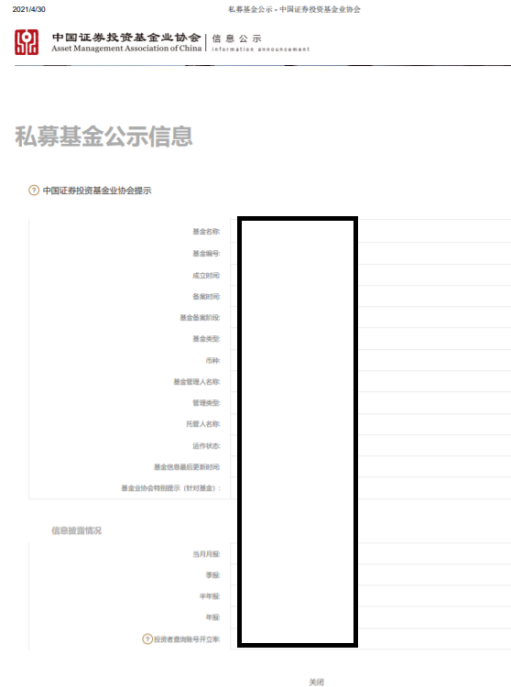 2021/4/30
私募基金公示 - 中国证券投资基金业协会
中国证券投资基金业协会
Asset Management Association of China
信息公示
information announcement
私募基金公示信息
中国证券投资基金业协会提示
基金名称:
基金编号:
成立时间:
备案时间:
基金备案阶段:
基金类型:
币种:
基金管理人名称:
管理类型:
托管人名称:
运作状态:
基金信息最后更新时间:
基金业协会特别提示（针对基金）:
信息披露情况
当月月报:
季报:
半年报:
年报:
投资者查询账号开立率:
关闭